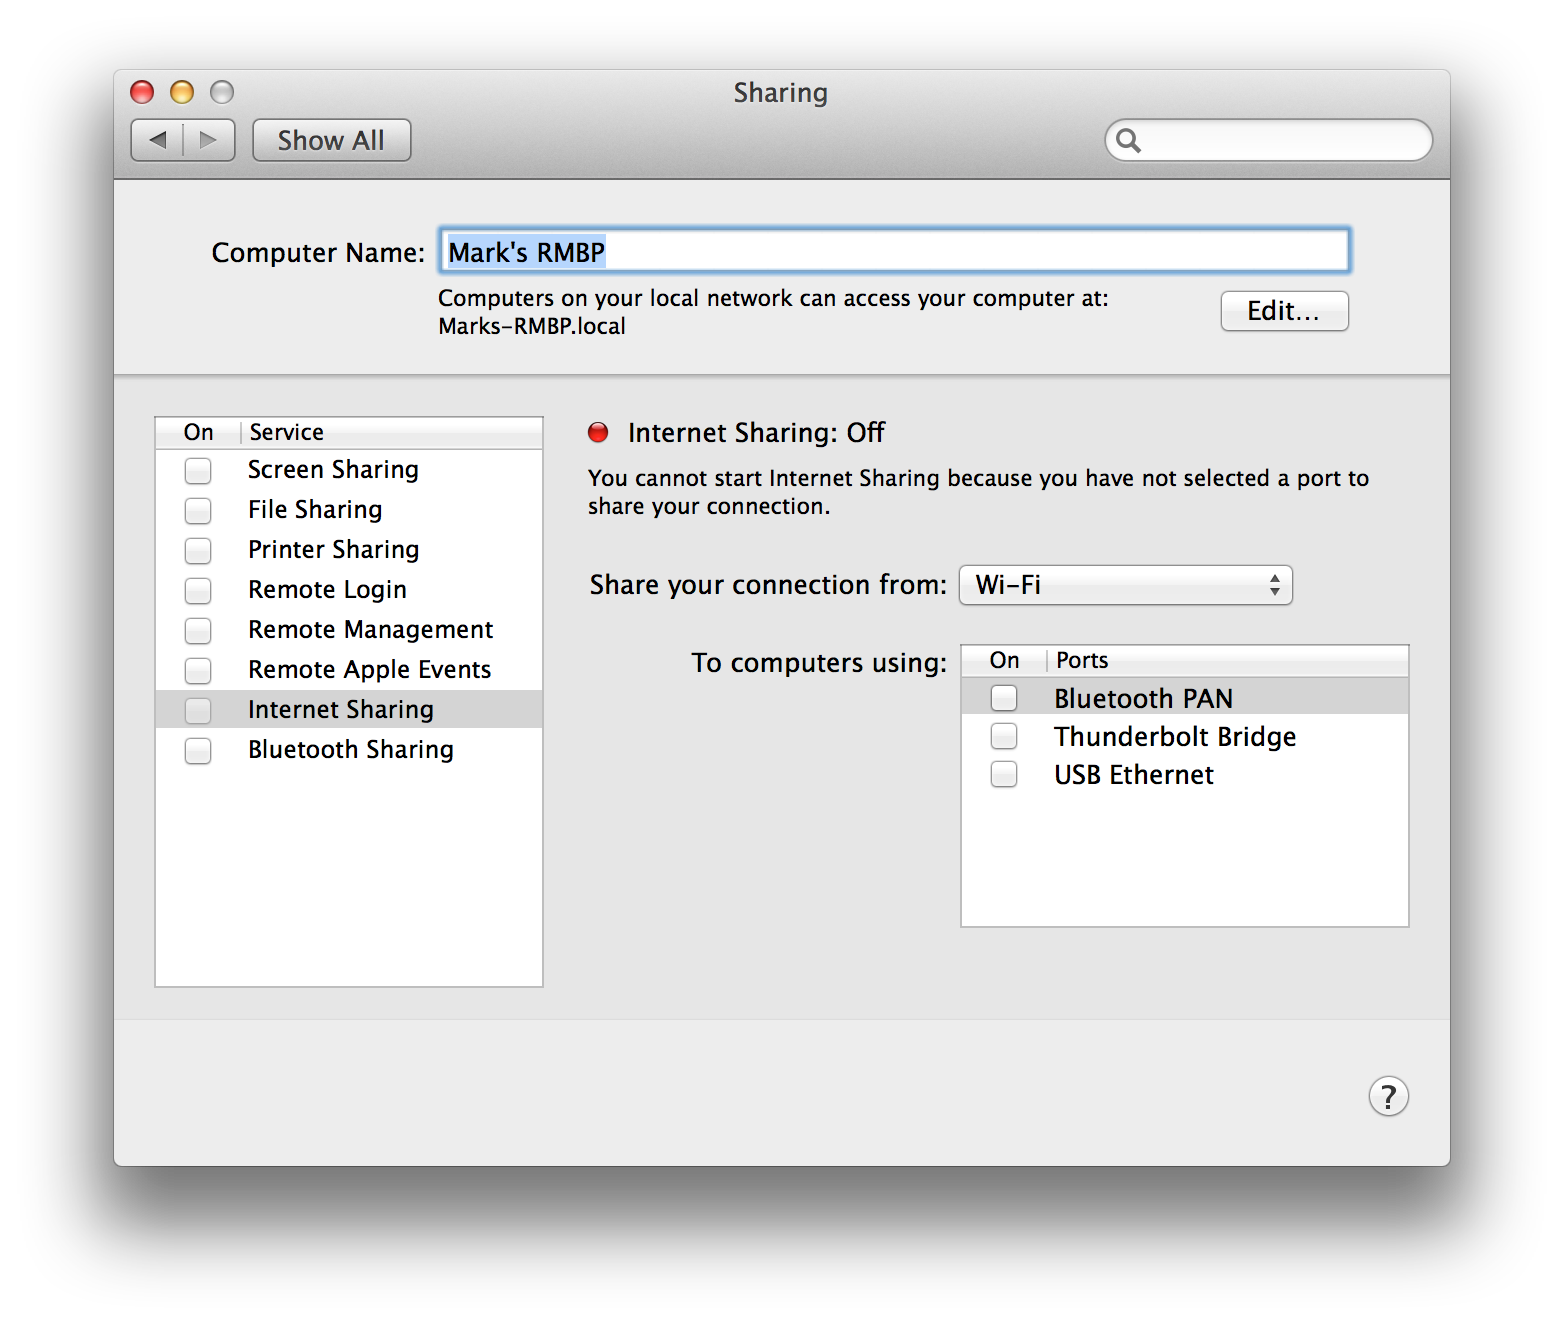 Sharing
Show All
Computer Name: Mark's RMBP
Computers on your local network can access your computer at:
Marks-RMBP.local
Edit...
On Service
Screen Sharing
File Sharing
Printer Sharing
Remote Login
Remote Management
Remote Apple Events
Internet Sharing
Bluetooth Sharing
Internet Sharing: Off
You cannot start Internet Sharing because you have not selected a port to
share your connection.
Share your connection from: Wi-Fi
To computers using:
On Ports
Bluetooth PAN
Thunderbolt Bridge
USB Ethernet
?